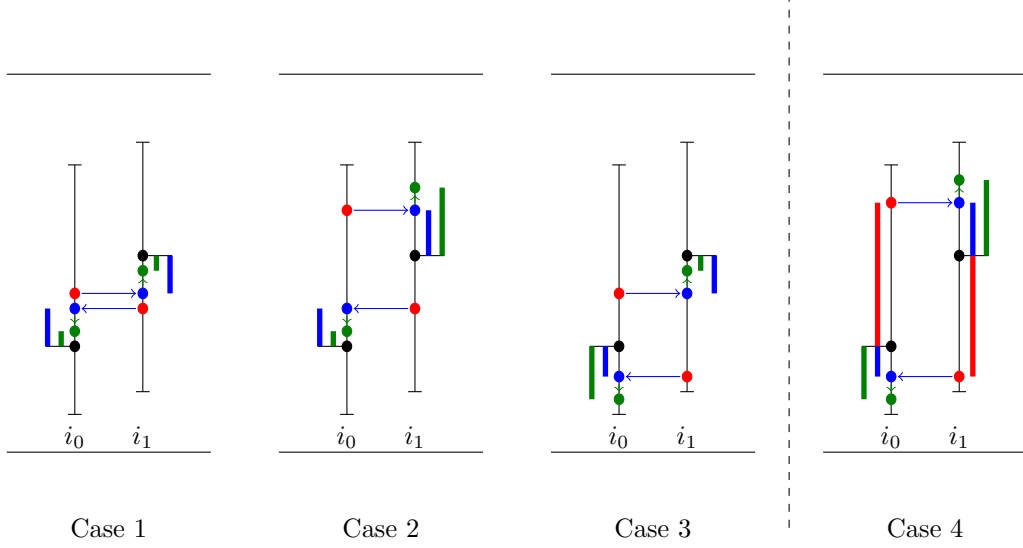 i₀ i₁ i₀ i₁ i₀ i₁ i₀ i₁
Case 1 Case 2 Case 3 Case 4